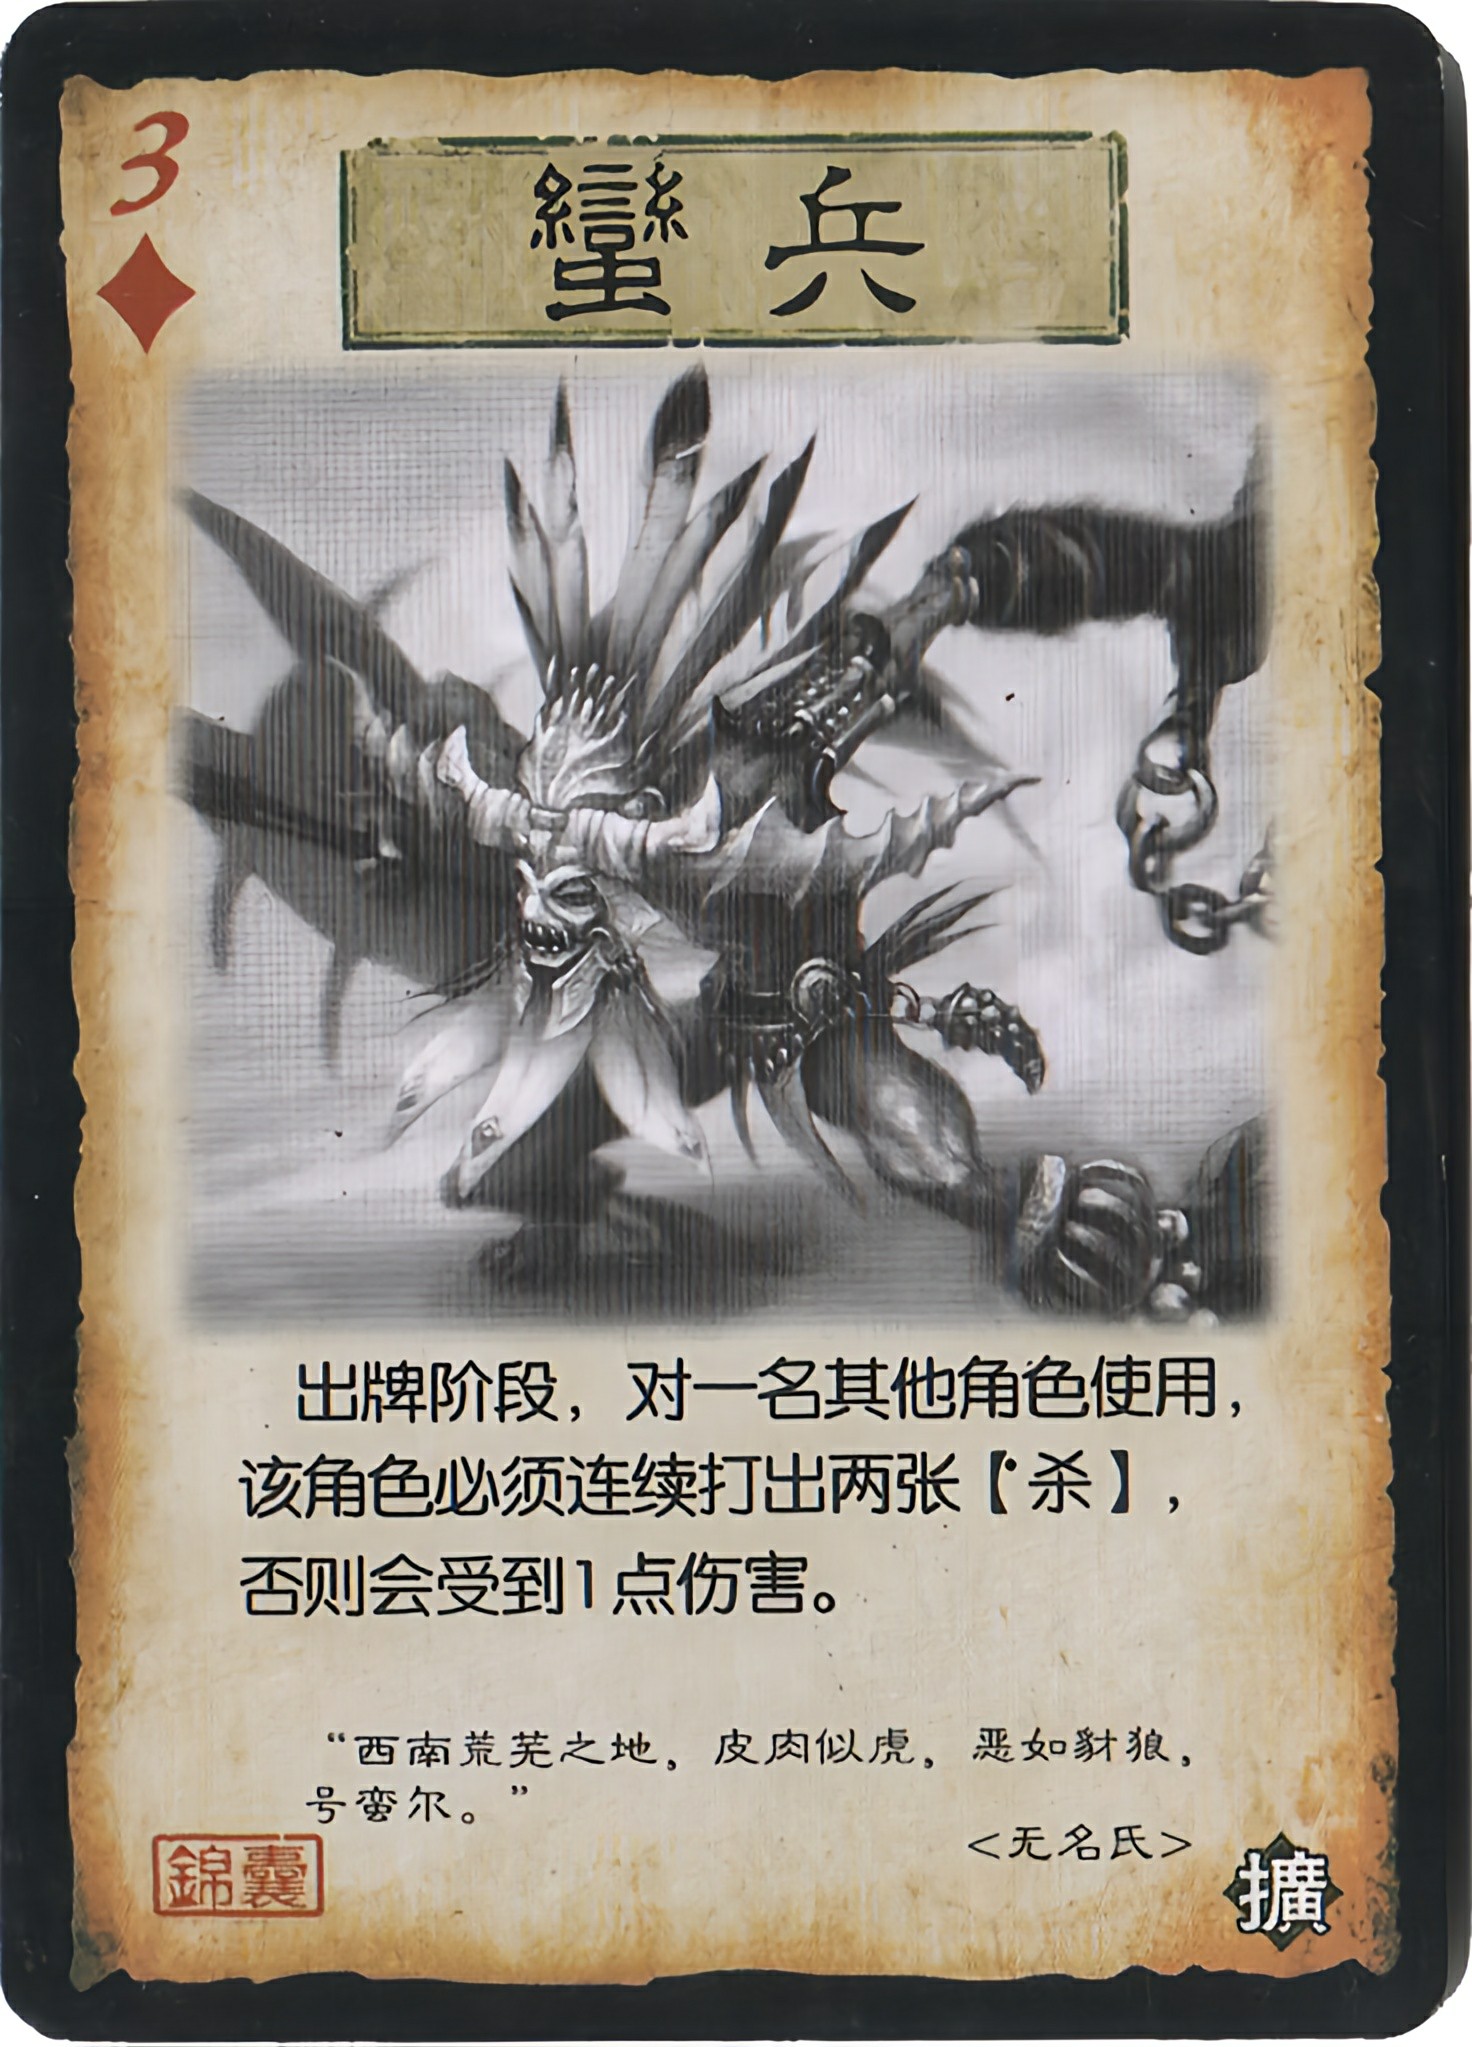 3
蠻兵
出牌阶段，对一名其他角色使用，
该角色必须连续打出两张【杀】，
否则会受到1点伤害。
“西南荒芜之地，皮肉似虎，恶如豺狼，
号蛮尔。”
<无名氏>
錦囊
擴